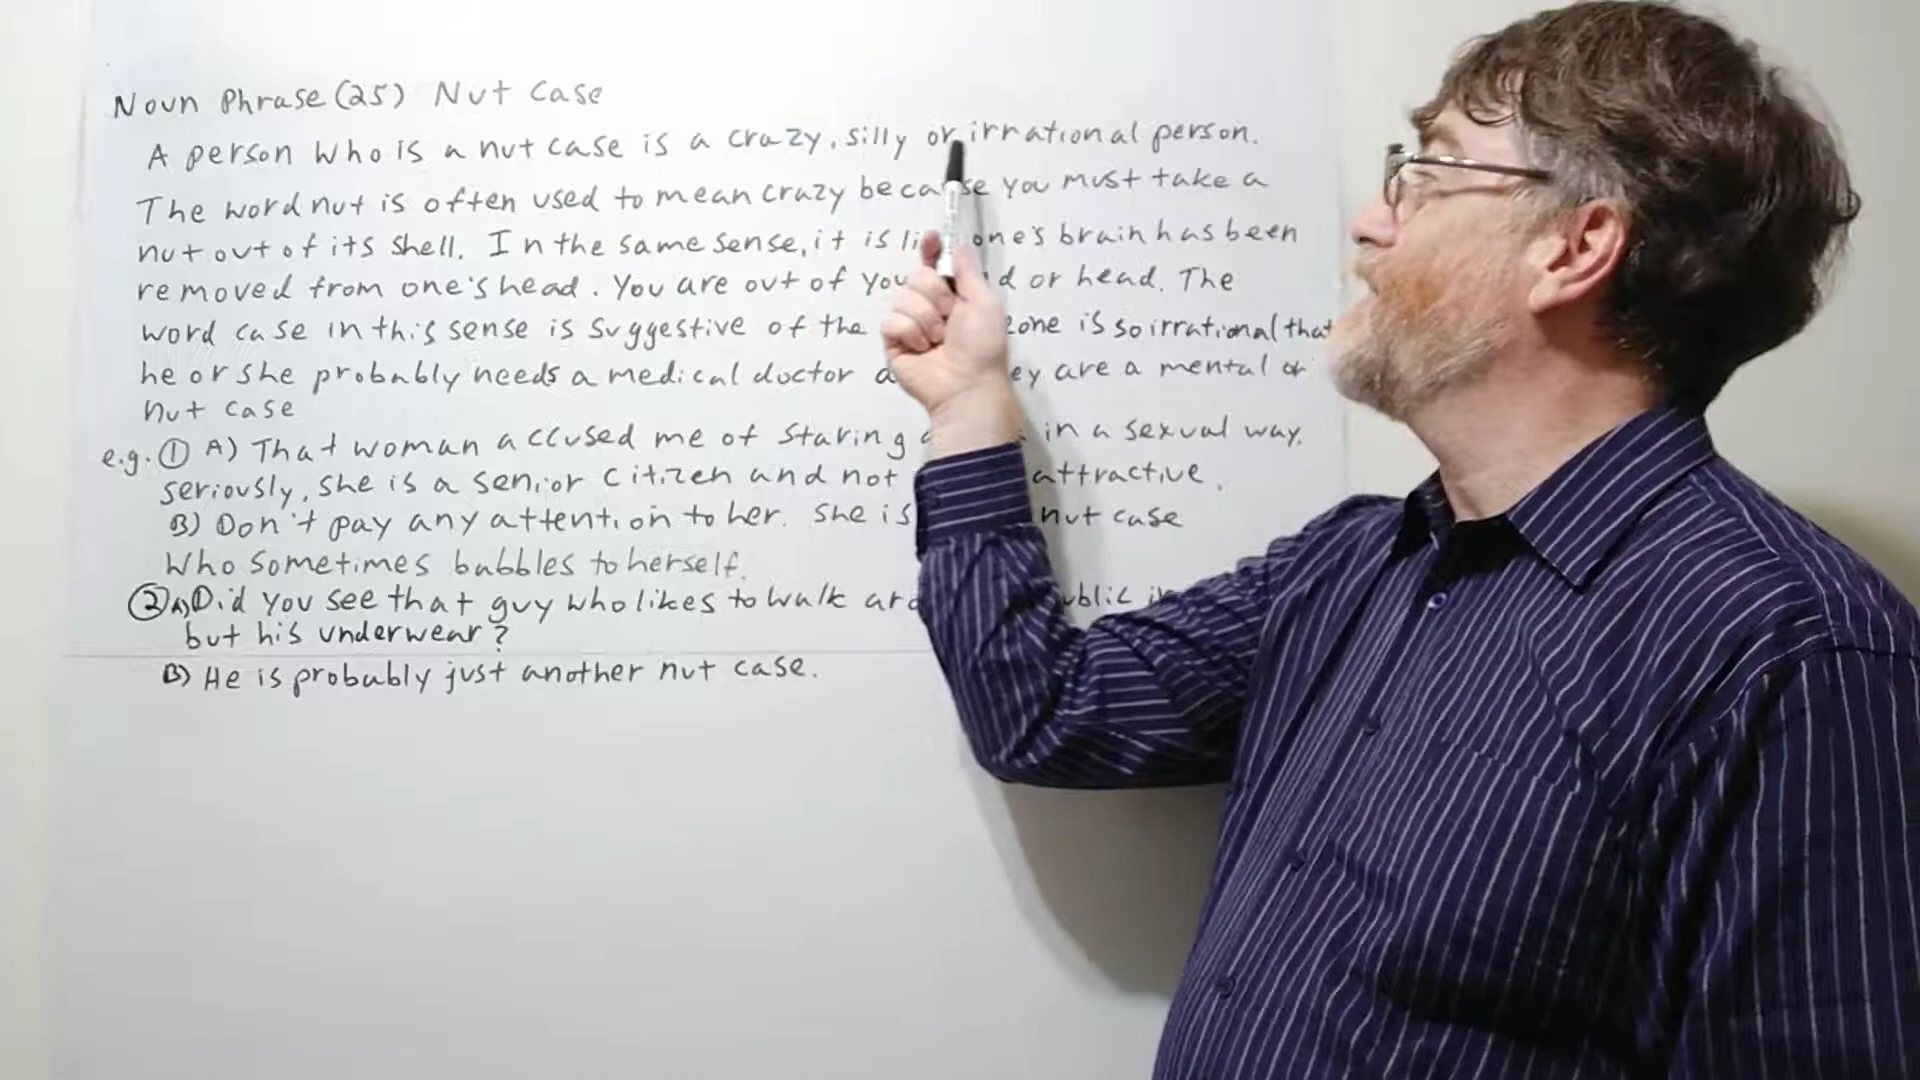 Noun Phrase (25) Nut Case
A person who is a nut case is a crazy, silly or irrational person.
The word nut is often used to mean crazy because you must take a
nut out of its shell. In the same sense, it is one's brain has been
removed from one's head. You are out of or head. The
word case in this sense is suggestive of the is so irrational that
he or she probably needs a medical doctor are a mental or
nut case
e.g. ① A) That woman accused me of staring in a sexual way.
seriously, she is a senior citizen and not attractive.
B) Don't pay any attention to her. She is nut case
who sometimes babbles to herself.
② A) Did you see that guy who likes to walk
but his underwear?
B) He is probably just another nut case.